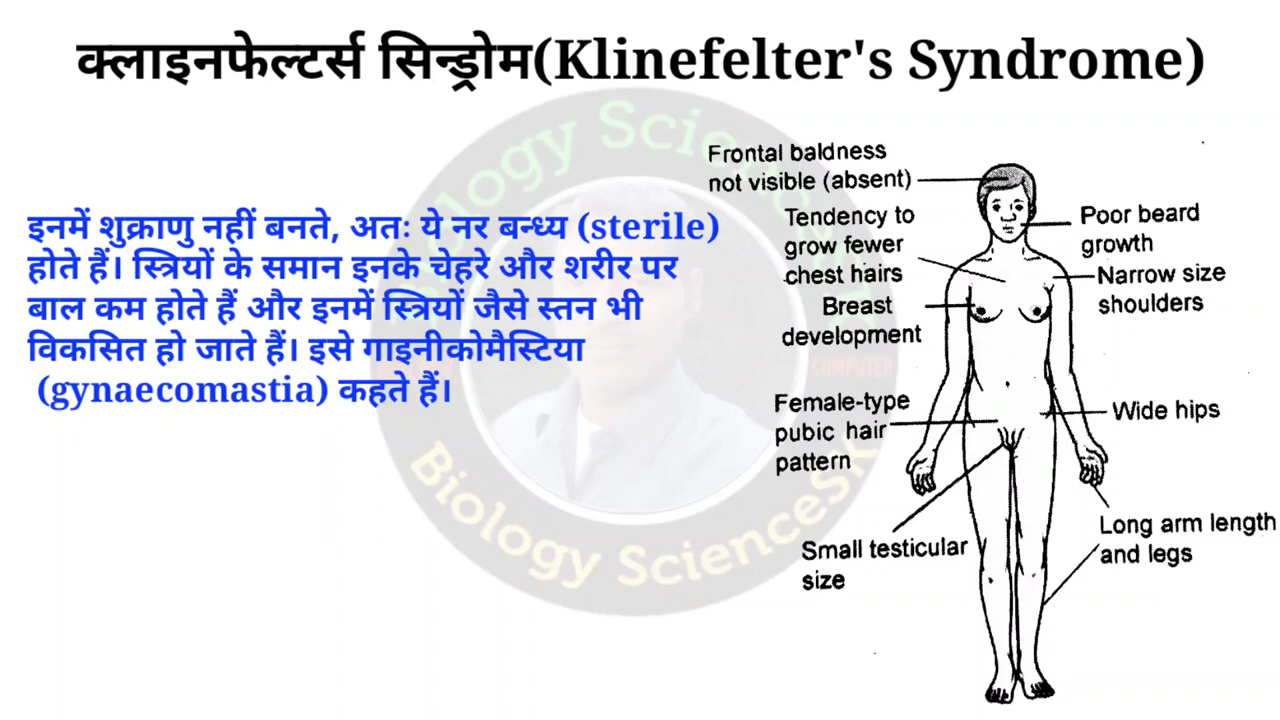 क्लाइनफेल्टर्स सिन्ड्रोम(Klinefelter's Syndrome)
इनमें शुक्राणु नहीं बनते, अतः ये नर बन्ध्य (sterile)
होते हैं। स्त्रियों के समान इनके चेहरे और शरीर पर
बाल कम होते हैं और इनमें स्त्रियों जैसे स्तन भी
विकसित हो जाते हैं। इसे गाइनीकोमैस्टिया
(gynaecomastia) कहते हैं।
Frontal baldness
not visible (absent)
Tendency to
grow fewer
chest hairs
Breast
development
Female-type
pubic hair
pattern
Small testicular
size
Poor beard
growth
Narrow size
shoulders
Wide hips
Long arm length
and legs
Biology Science
COMPUTER
Biology ScienceSk